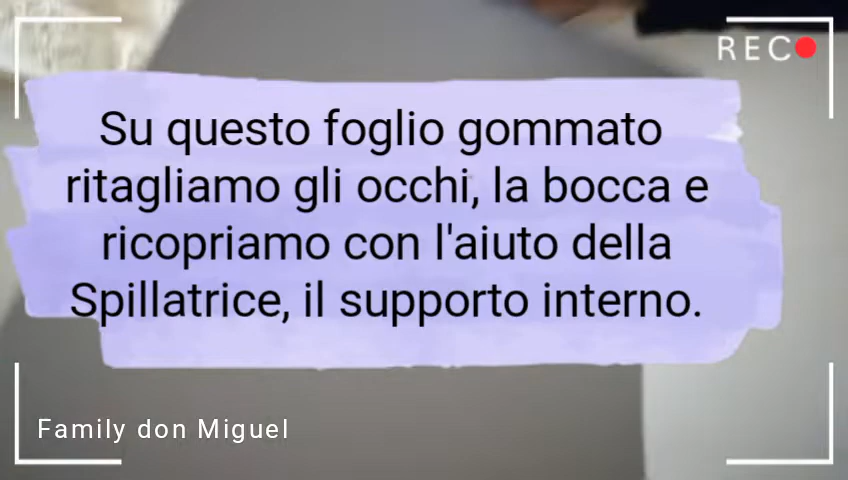 REC
Su questo foglio gommato
ritagliamo gli occhi, la bocca e
ricopriamo con l'aiuto della
Spillatrice, il supporto interno.
Family don Miguel